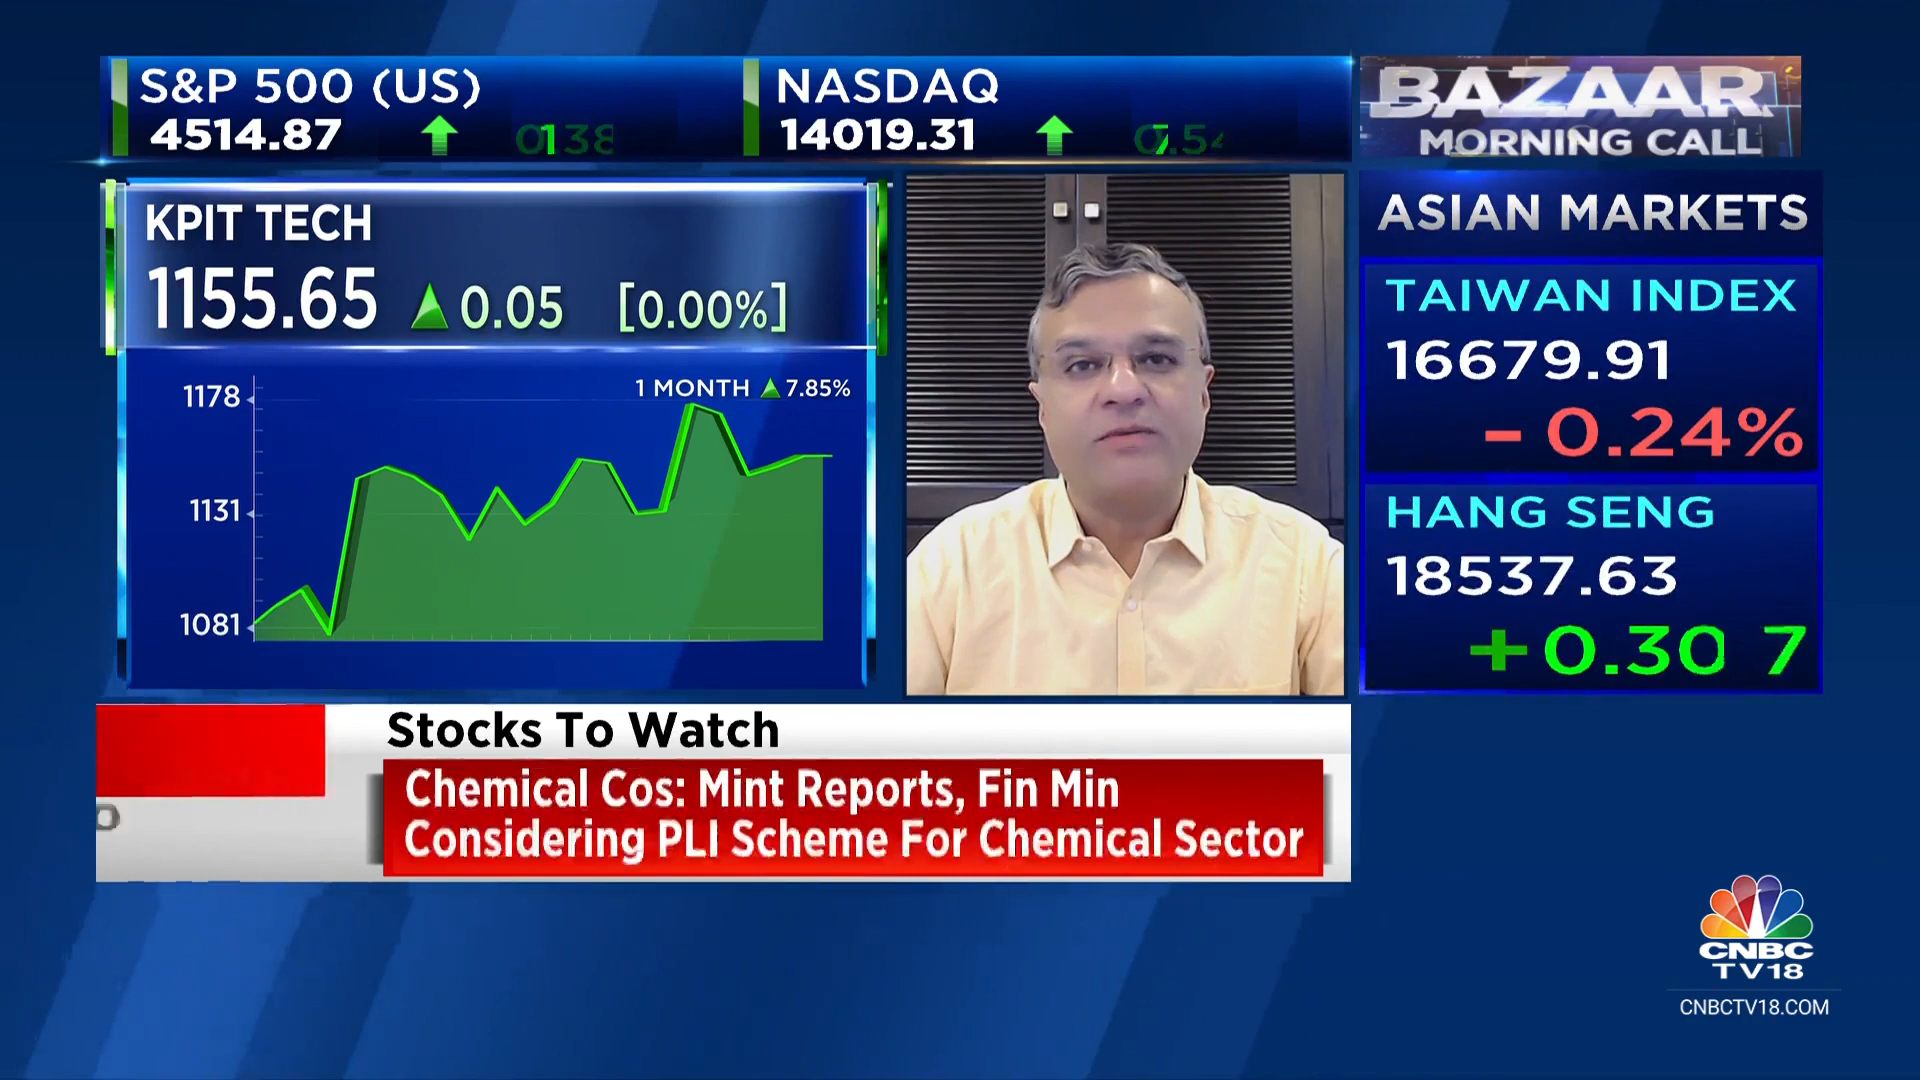 S&P 500 (US)
4514.87
NASDAQ
14019.31
BAZAAR
MORNING CALL
KPIT TECH
1155.65 ▲ 0.05 [0.00%]
1 MONTH ▲ 7.85%
1178
1131
1081
ASIAN MARKETS
TAIWAN INDEX
16679.91
- 0.24%
HANG SENG
18537.63
+0.30
Stocks To Watch
Chemical Cos: Mint Reports, Fin Min
Considering PLI Scheme For Chemical Sector
CNBC
TV18
CNBCTV18.COM